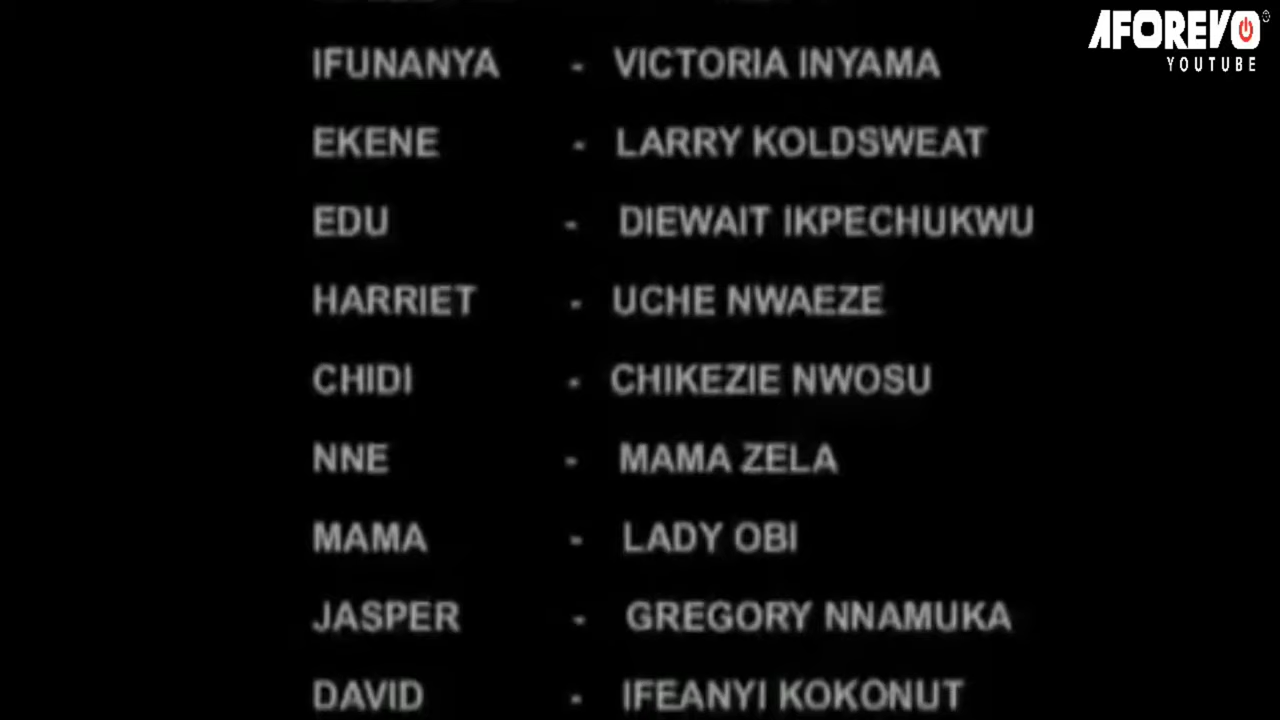 AFOREVO
YOUTUBE
IFUNANYA - VICTORIA INYAMA
EKENE - LARRY KOLDSWEAT
EDU - DIEWAIT IKPECHUKWU
HARRIET - UCHE NWAEZE
CHIDI - CHIKEZIE NWOSU
NNE - MAMA ZELA
MAMA - LADY OBI
JASPER - GREGORY NNAMUKA
DAVID - IFEANYI KOKONUT